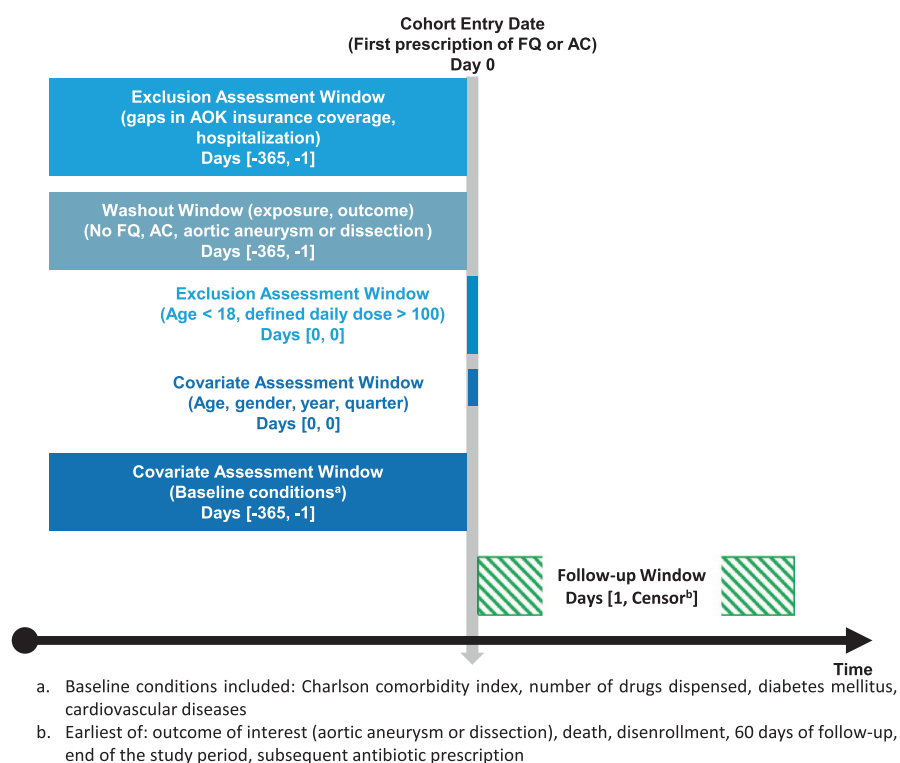 Cohort Entry Date
(First prescription of FQ or AC)
Day 0
Exclusion Assessment Window
(gaps in AOK insurance coverage,
hospitalization)
Days [-365, -1]
Washout Window (exposure, outcome)
(No FQ, AC, aortic aneurysm or dissection )
Days [-365, -1]
Exclusion Assessment Window
(Age < 18, defined daily dose > 100)
Days [0, 0]
Covariate Assessment Window
(Age, gender, year, quarter)
Days [0, 0]
Covariate Assessment Window
(Baseline conditionsᵃ)
Days [-365, -1]
Follow-up Window
Days [1, Censorᵇ]
Time
a. Baseline conditions included: Charlson comorbidity index, number of drugs dispensed, diabetes mellitus,
cardiovascular diseases
b. Earliest of: outcome of interest (aortic aneurysm or dissection), death, disenrollment, 60 days of follow-up,
end of the study period, subsequent antibiotic prescription